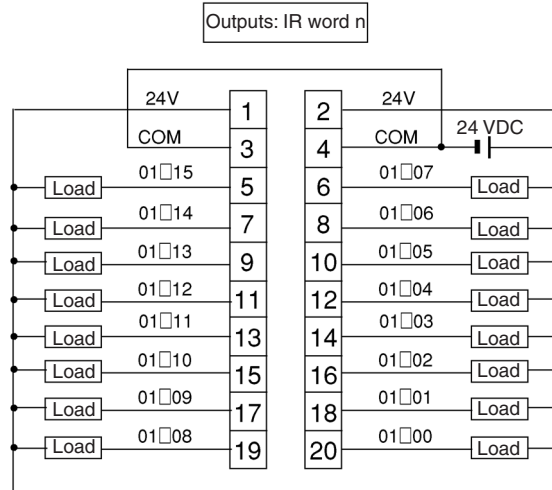 Outputs: IR word n
24V 1 2 24V
COM 3 4 COM 24 VDC
Load 01□15 5 6 01□07 Load
Load 01□14 7 8 01□06 Load
Load 01□13 9 10 01□05 Load
Load 01□12 11 12 01□04 Load
Load 01□11 13 14 01□03 Load
Load 01□10 15 16 01□02 Load
Load 01□09 17 18 01□01 Load
Load 01□08 19 20 01□00 Load